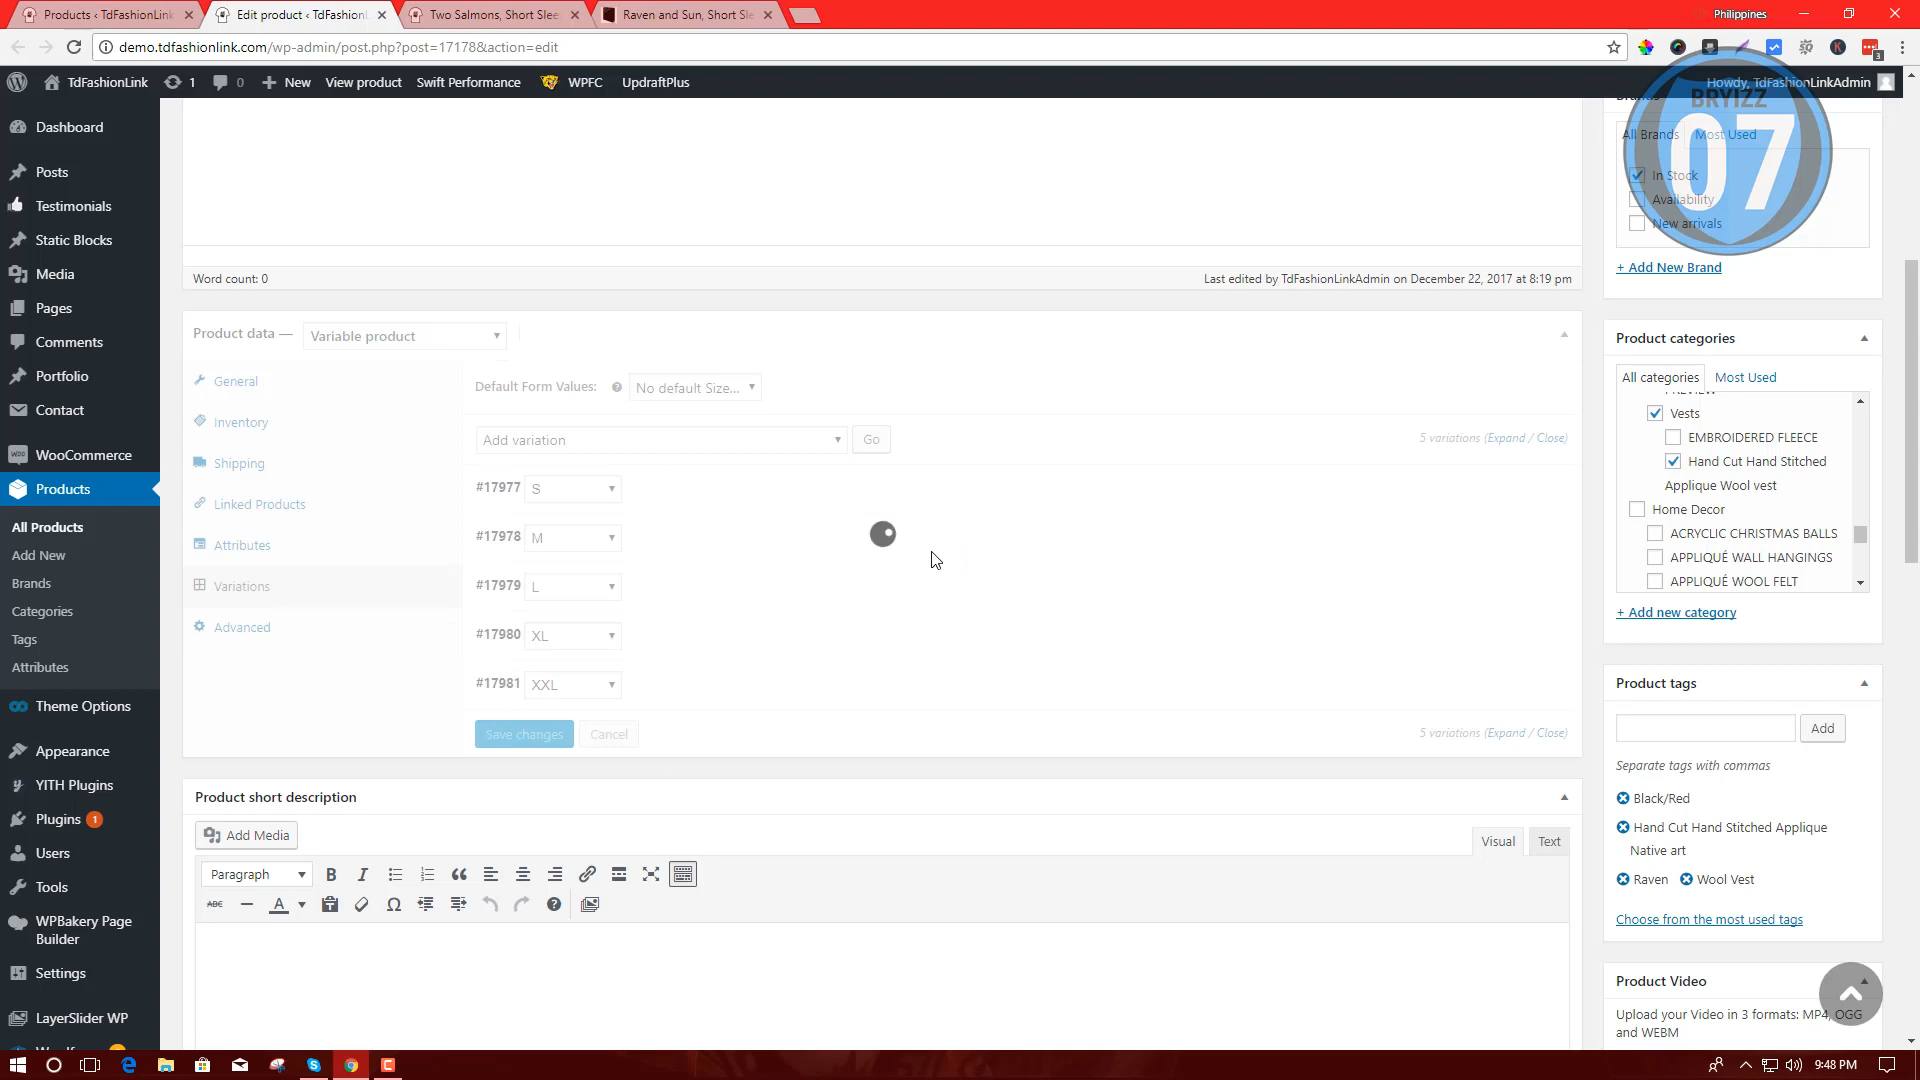 Products ‹ TdFashionLink
Edit product ‹ TdFashionL
Two Salmons, Short Slee
Raven and Sun, Short Sle
Philippines
demo.tdfashionlink.com/wp-admin/post.php?post=17178&action=edit
3
TdFashionLink
1
0
New
View product
Swift Performance
WPFC
UpdraftPlus
Howdy, TdFashionLinkAdmin
BRYIZZ
07
Dashboard
Posts
Testimonials
Static Blocks
Media
Pages
Comments
Portfolio
Contact
WooCommerce
Products
All Products
Add New
Brands
Categories
Tags
Attributes
Theme Options
Appearance
YITH Plugins
Plugins 1
Users
Tools
WPBakery Page
Builder
Settings
LayerSlider WP
Word count: 0
Last edited by TdFashionLinkAdmin on December 22, 2017 at 8:19 pm
Product data —
Variable product
General
Inventory
Shipping
Linked Products
Attributes
Variations
Advanced
Default Form Values:
No default Size...
Add variation
Go
5 variations (Expand / Close)
#17977 S
#17978 M
#17979 L
#17980 XL
#17981 XXL
Save changes
Cancel
5 variations (Expand / Close)
Product short description
Add Media
Visual
Text
Paragraph
B
I
ABC
A
Ω
Brands
All Brands
Most Used
In Stock
Availability
New arrivals
+ Add New Brand
Product categories
All categories
Most Used
PREVIEW
Vests
EMBROIDERED FLEECE
Hand Cut Hand Stitched
Applique Wool vest
Home Decor
ACRYCLIC CHRISTMAS BALLS
APPLIQUÉ WALL HANGINGS
APPLIQUÉ WOOL FELT
+ Add new category
Product tags
Add
Separate tags with commas
Black/Red
Hand Cut Hand Stitched Applique
Native art
Raven
Wool Vest
Choose from the most used tags
Product Video
Upload your Video in 3 formats: MP4, OGG
and WEBM
9:48 PM